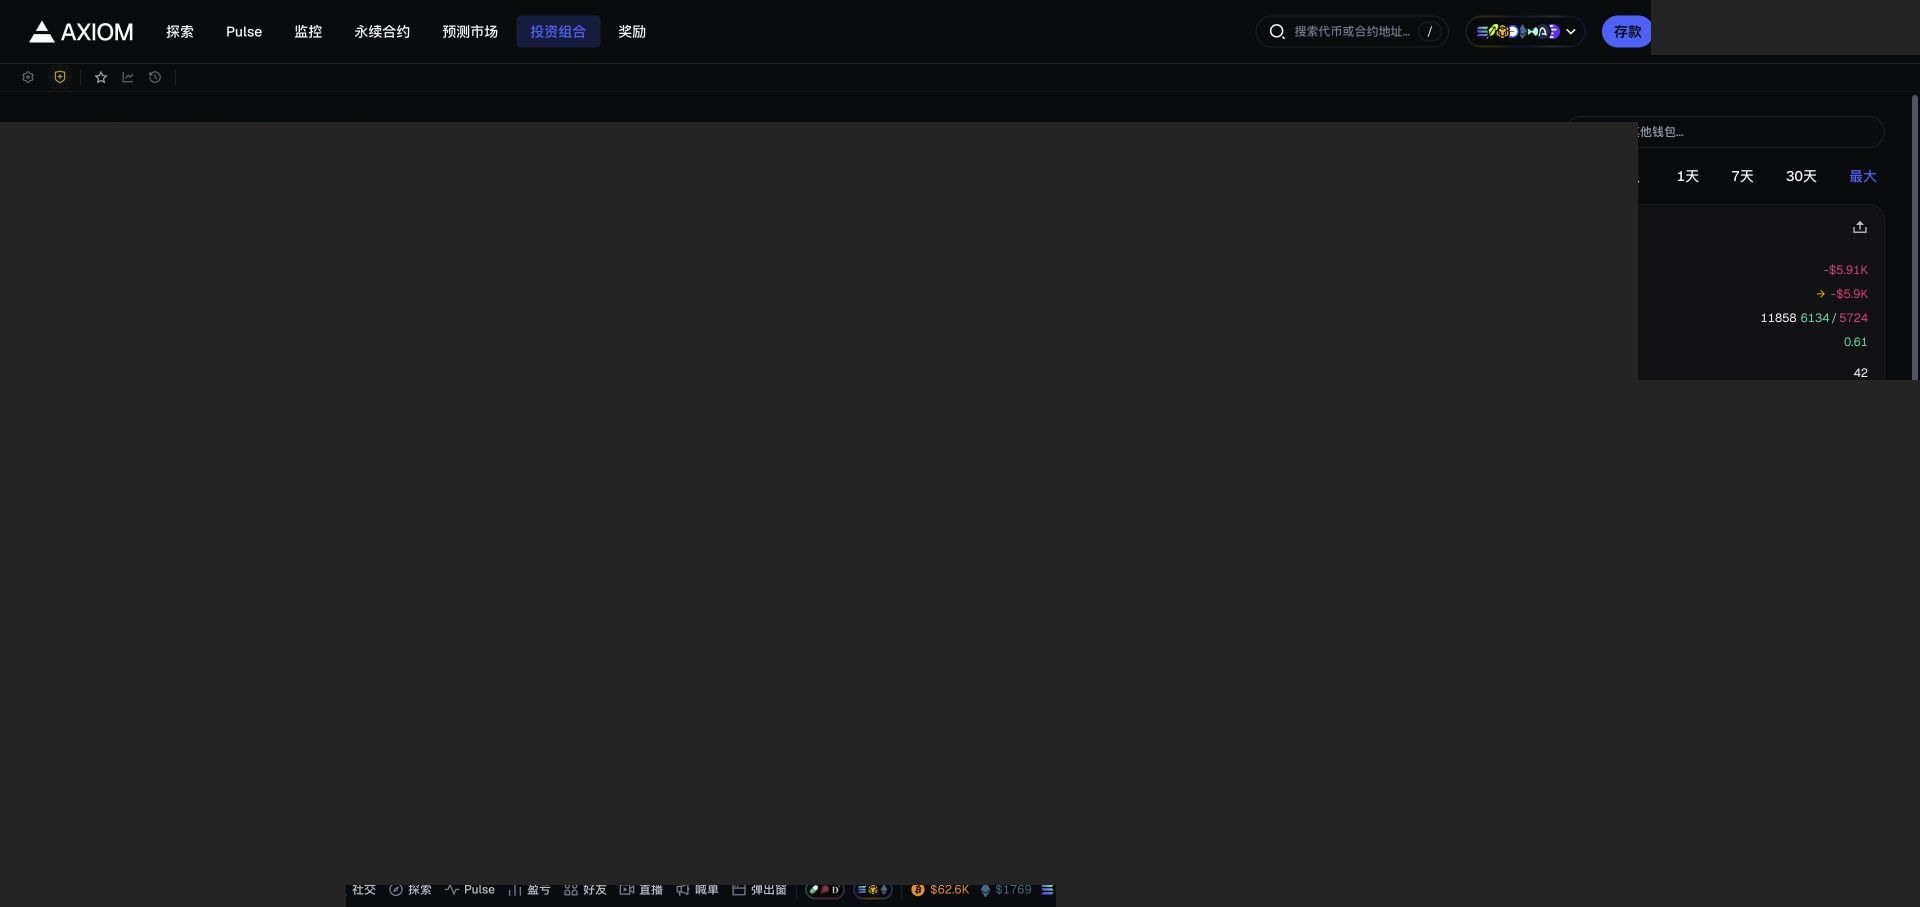 AXIOM 探索 Pulse 监控 永续合约 预测市场 投资组合 奖励 搜索代币或合约地址... / 存款
他钱包...
1天 7天 30天 最大
-$5.91K
→ -$5.9K
11858 6134 / 5724
0.61
42
社交 探索 Pulse 盈亏 好友 直播 喊单 弹出窗 $62.6K $1769